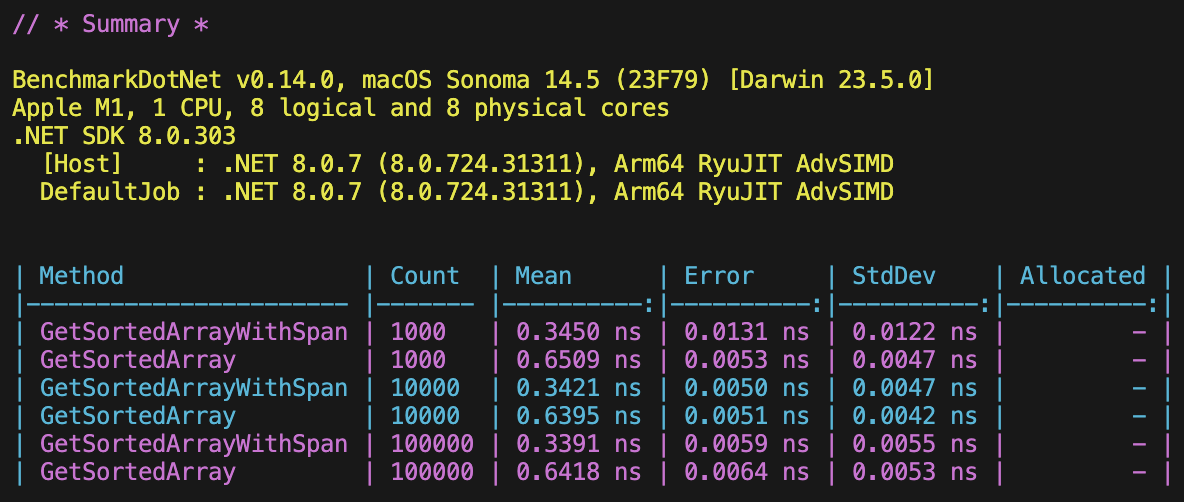 // * Summary *
BenchmarkDotNet v0.14.0, macOS Sonoma 14.5 (23F79) [Darwin 23.5.0]
Apple M1, 1 CPU, 8 logical and 8 physical cores
.NET SDK 8.0.303
  [Host]     : .NET 8.0.7 (8.0.724.31311), Arm64 RyuJIT AdvSIMD
  DefaultJob : .NET 8.0.7 (8.0.724.31311), Arm64 RyuJIT AdvSIMD
| Method                 | Count  | Mean      | Error     | StdDev    | Allocated |
|----------------------- |------- |----------:|----------:|----------:|----------:|
| GetSortedArrayWithSpan | 1000   | 0.3450 ns | 0.0131 ns | 0.0122 ns |         - |
| GetSortedArray         | 1000   | 0.6509 ns | 0.0053 ns | 0.0047 ns |         - |
| GetSortedArrayWithSpan | 10000  | 0.3421 ns | 0.0050 ns | 0.0047 ns |         - |
| GetSortedArray         | 10000  | 0.6395 ns | 0.0051 ns | 0.0042 ns |         - |
| GetSortedArrayWithSpan | 100000 | 0.3391 ns | 0.0059 ns | 0.0055 ns |         - |
| GetSortedArray         | 100000 | 0.6418 ns | 0.0064 ns | 0.0053 ns |         - |